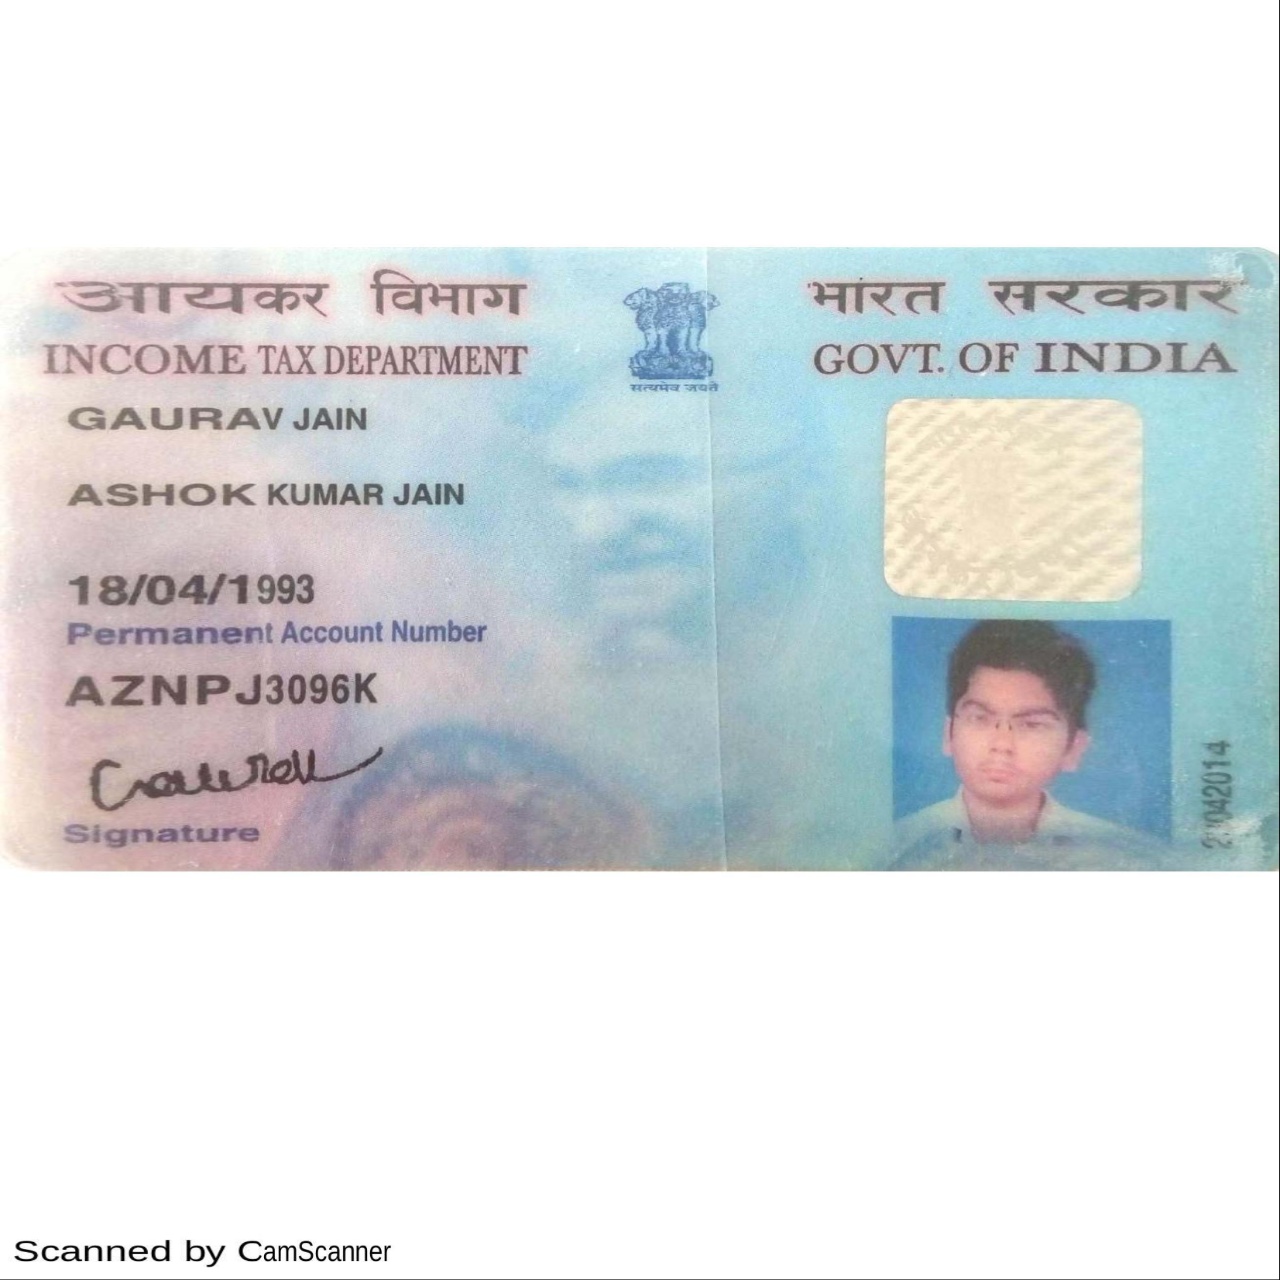 आयकर विभाग
INCOME TAX DEPARTMENT
सत्यमेव जयते
भारत सरकार
GOVT. OF INDIA
GAURAV JAIN
ASHOK KUMAR JAIN
18/04/1993
Permanent Account Number
AZNPJ3096K
Gaurav
Signature
Scanned by CamScanner